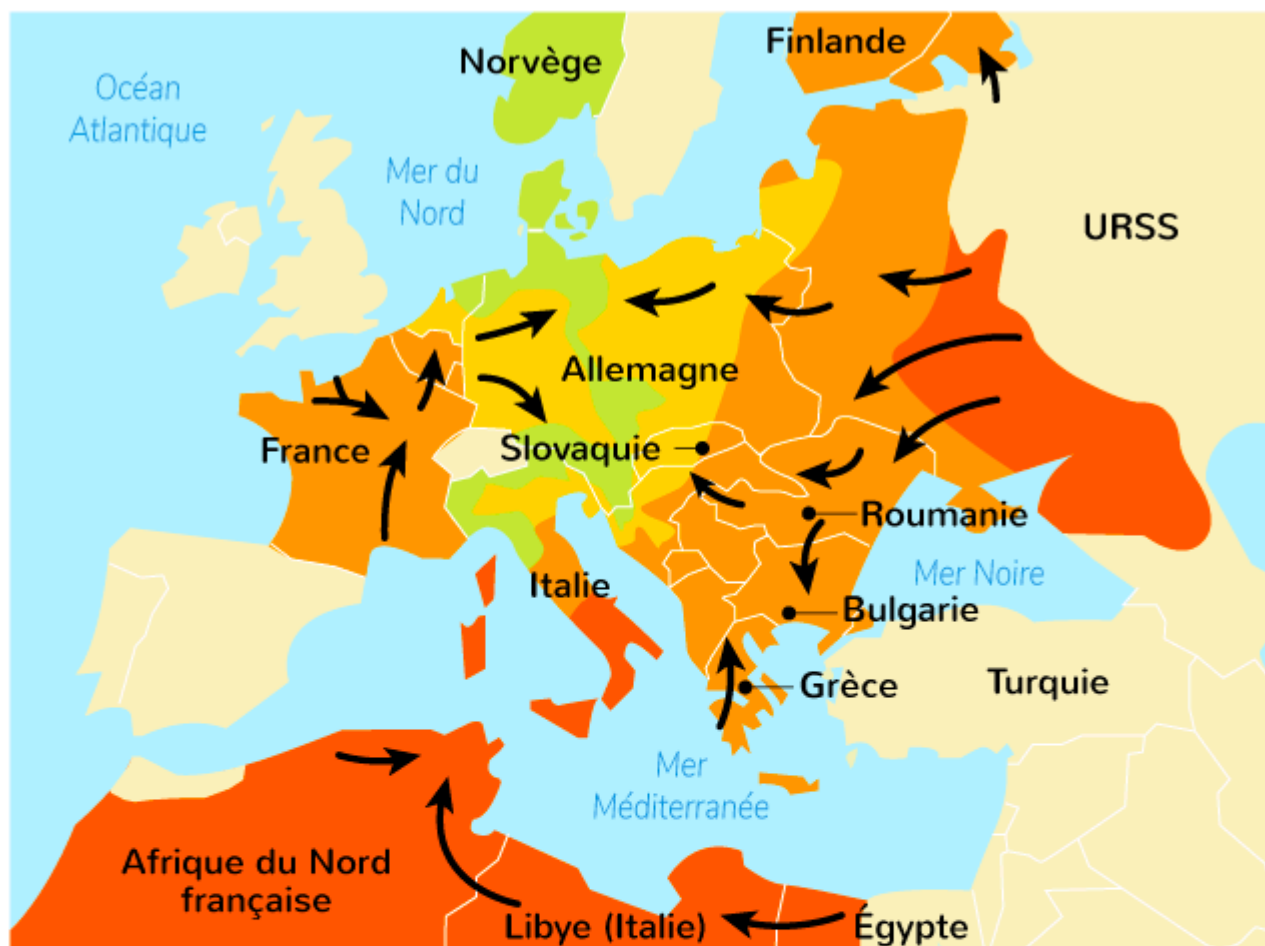 Norvège
Finlande
Océan
Atlantique
Mer du
Nord
URSS
Allemagne
France
Slovaquie
Roumanie
Mer Noire
Italie
Bulgarie
Grèce
Turquie
Mer
Méditerranée
Afrique du Nord
française
Libye (Italie)
Égypte